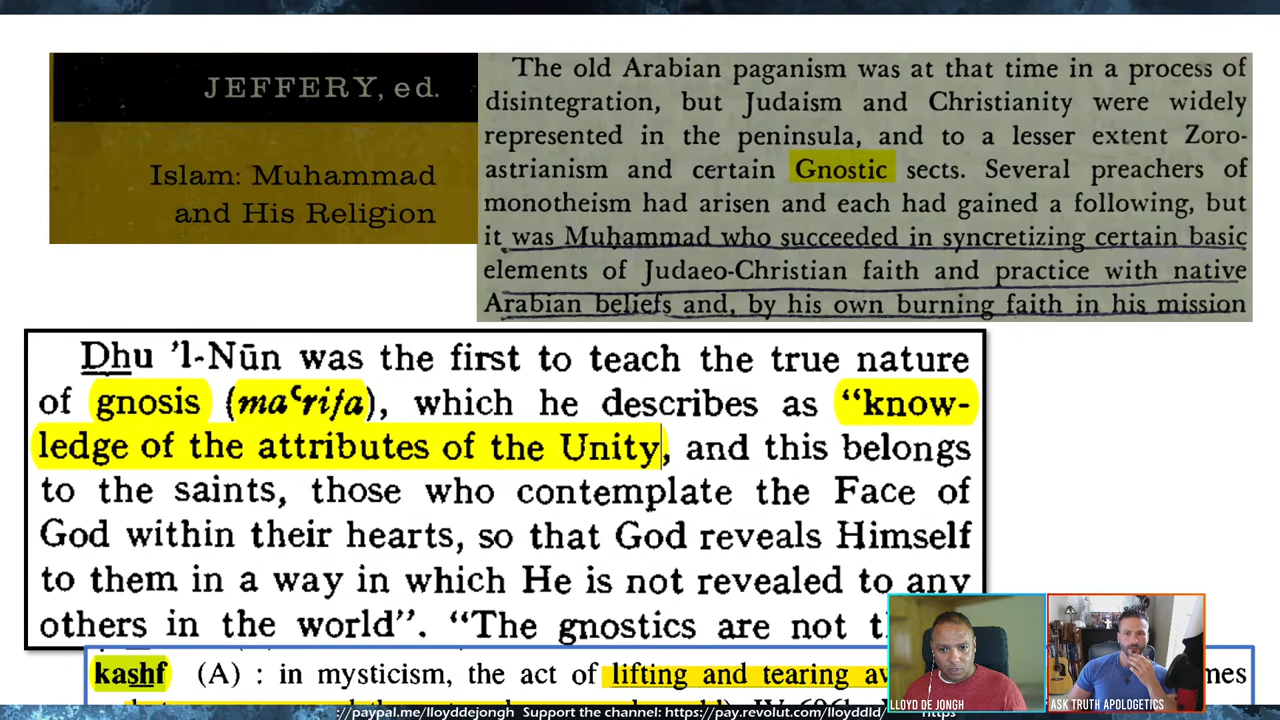 JEFFERY, ed.
Islam: Muhammad
and His Religion
The old Arabian paganism was at that time in a process of
disintegration, but Judaism and Christianity were widely
represented in the peninsula, and to a lesser extent Zoro-
astrianism and certain Gnostic sects. Several preachers of
monotheism had arisen and each had gained a following, but
it was Muḥammad who succeeded in syncretizing certain basic
elements of Judaeo-Christian faith and practice with native
Arabian beliefs and, by his own burning faith in his mission
Dhu 'l-Nūn was the first to teach the true nature
of gnosis (maʿrifa), which he describes as “know-
ledge of the attributes of the Unity, and this belongs
to the saints, those who contemplate the Face of
God within their hearts, so that God reveals Himself
to them in a way in which He is not revealed to any
others in the world”. “The gnostics are not
kashf (A) : in mysticism, the act of lifting and tearing
LLOYD DE JONGH
ASK TRUTH APOLOGETICS
://paypal.me/lloyddejongh Support the channel: https://pay.revolut.com/lloyddld